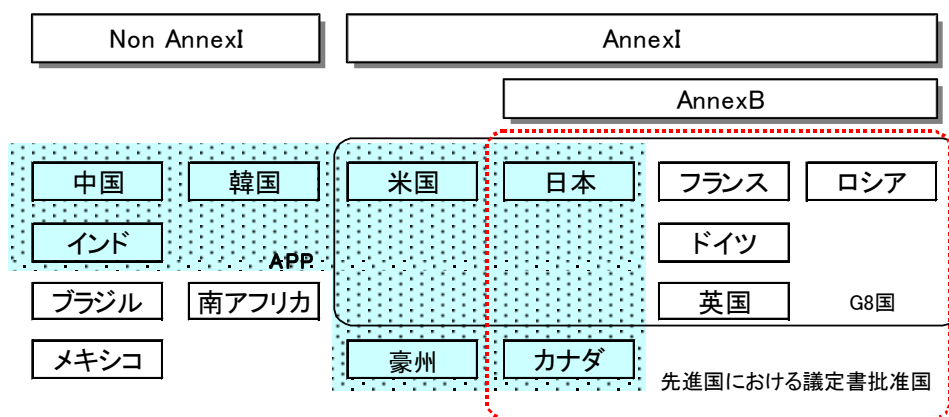 Non AnnexI
AnnexI
AnnexB
中国
韓国
米国
日本
フランス
ロシア
インド
APP
ドイツ
ブラジル
南アフリカ
英国
G8国
メキシコ
豪州
カナダ
先進国における議定書批准国